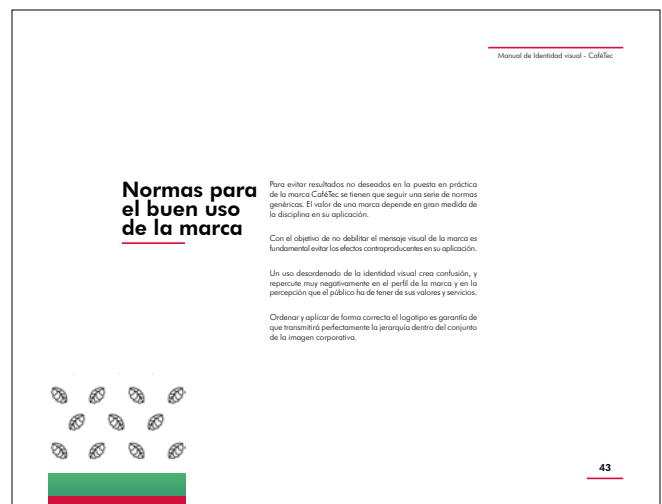 Manual de Identidad visual - CaféTec
Normas para
el buen uso
de la marca
Para evitar resultados no deseados en la puesta en práctica
de la marca CaféTec se tienen que seguir una serie de normas
genéricas. El valor de una marca depende en gran medida de
la disciplina en su aplicación.
Con el objetivo de no debilitar el mensaje visual de la marca es
fundamental evitar los efectos contraproducentes en su aplicación.
Un uso desordenado de la identidad visual crea confusión, y
repercute muy negativamente en el perfil de la marca y en la
percepción que el público ha de tener de sus valores y servicios.
Ordenar y aplicar de forma correcta el logotipo es garantía de
que transmitirá perfectamente la jerarquía dentro del conjunto
de la imagen corporativa.
43